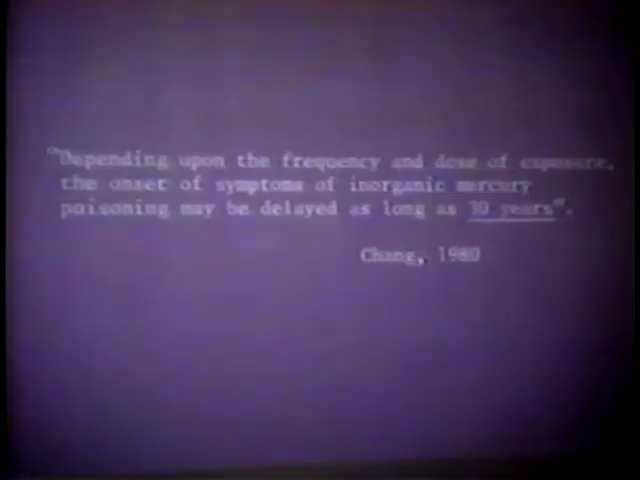 "Depending upon the frequency and dose of exposure,
the onset of symptoms of inorganic mercury
poisoning may be delayed as long as years".
Chang, 1980